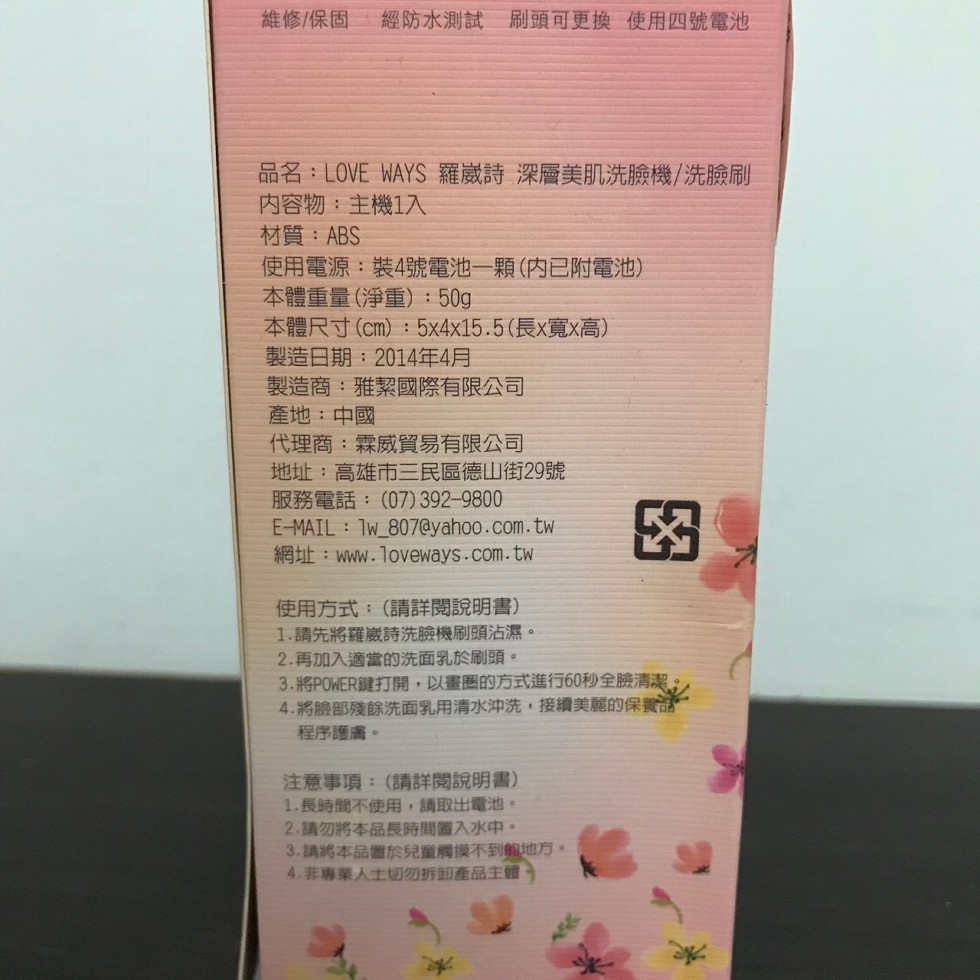 維修/保固 經防水測試 刷頭可更換 使用四號電池
品名：LOVE WAYS 羅崴詩 深層美肌洗臉機/洗臉刷
內容物：主機1入
材質：ABS
使用電源：裝4號電池一顆(內已附電池)
本體重量(淨重)：50g
本體尺寸(cm)：5x4x15.5(長x寬x高)
製造日期：2014年4月
製造商：雅絜國際有限公司
產地：中國
代理商：霖威貿易有限公司
地址：高雄市三民區德山街29號
服務電話：(07)392-9800
E-MAIL：lw_807@yahoo.com.tw
網址：www.loveways.com.tw
使用方式：(請詳閱說明書)
1.請先將羅崴詩洗臉機刷頭沾濕。
2.再加入適當的洗面乳於刷頭。
3.將POWER鍵打開，以畫圈的方式進行60秒全臉清潔。
4.將臉部殘餘洗面乳用清水沖洗，接續美麗的保養品
程序護膚。
注意事項：(請詳閱說明書)
1.長時間不使用，請取出電池。
2.請勿將本品長時間置入水中。
3.請將本品置於兒童觸摸不到的地方。
4.非專業人士切勿拆卸產品主體。